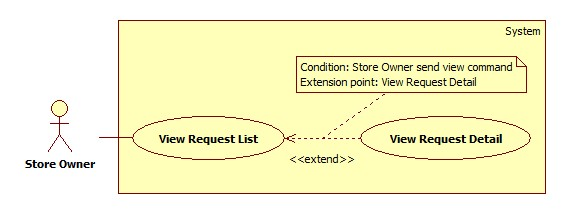 System
Condition: Store Owner send view command
Extension point: View Request Detail
View Request List
View Request Detail
<<extend>>
Store Owner